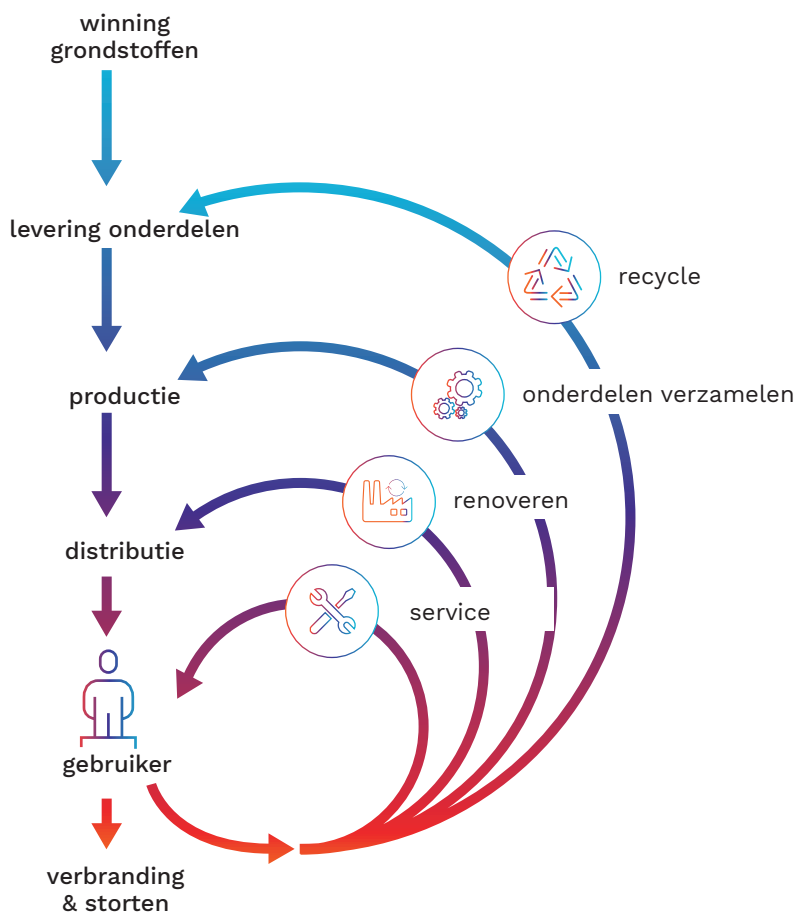 winning
grondstoffen
levering onderdelen
recycle
productie
onderdelen verzamelen
renoveren
distributie
service
gebruiker
verbranding
& storten